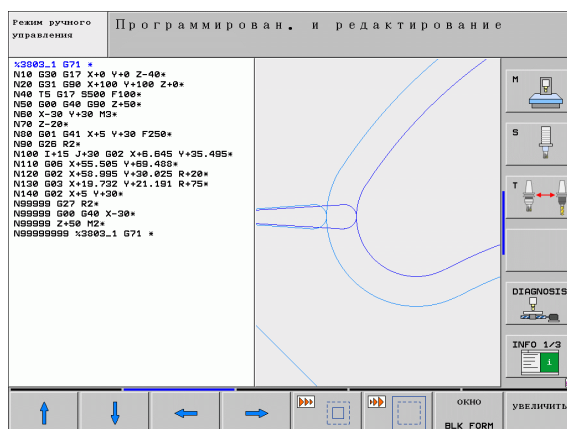 Режим ручного
управления
Программирован. и редактирование
%3803_1 G71 *
N10 G30 G17 X+0 Y+0 Z-40*
N20 G31 G90 X+100 Y+100 Z+0*
N40 T5 G17 S500 F100*
N50 G00 G40 G90 Z+50*
N60 X-30 Y+30 M3*
N70 Z-20*
N80 G01 G41 X+5 Y+30 F250*
N90 G26 R2*
N100 I+15 J+30 G02 X+6.645 Y+35.495*
N110 G06 X+55.505 Y+69.488*
N120 G02 X+58.995 Y+30.025 R+20*
N130 G03 X+19.732 Y+21.191 R+75*
N140 G02 X+5 Y+30*
N99999 G27 R2*
N99999 G00 G40 X-30*
N99999 Z+50 M2*
N99999999 %3803_1 G71 *
M
S
T
DIAGNOSIS
INFO 1/3
i
ОКНО
BLK FORM
УВЕЛИЧИТЬ